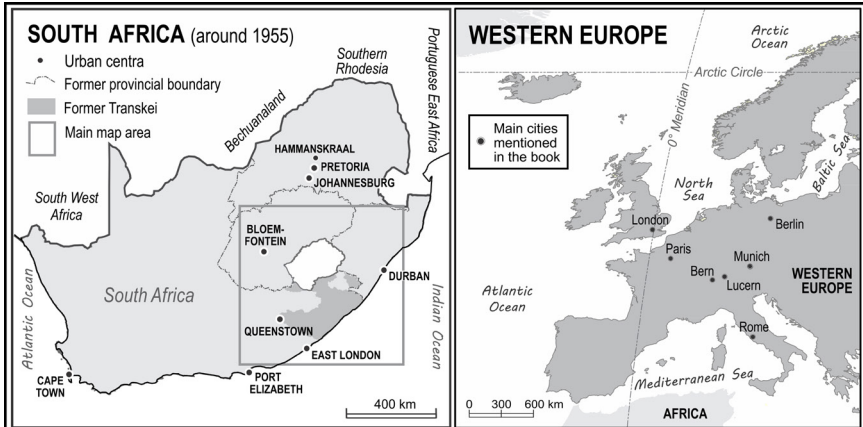 SOUTH AFRICA (around 1955)
Urban centra
Former provincial boundary
Former Transkei
Main map area
Southern
Rhodesia
Portuguese East Africa
Bechuanaland
HAMMANSKRAAL
PRETORIA
JOHANNESBURG
South West
Africa
BLOEM-
FONTEIN
DURBAN
South Africa
Atlantic Ocean
Indian Ocean
QUEENSTOWN
EAST LONDON
CAPE
TOWN
PORT
ELIZABETH
400 km
WESTERN EUROPE
Arctic
Ocean
Arctic Circle
0° Meridian
Main cities
mentioned
in the book
Baltic Sea
North
Sea
London
Berlin
Paris
Munich
Bern
Lucern
WESTERN
EUROPE
Atlantic
Ocean
Rome
Mediterranean Sea
0 300 600 km
AFRICA